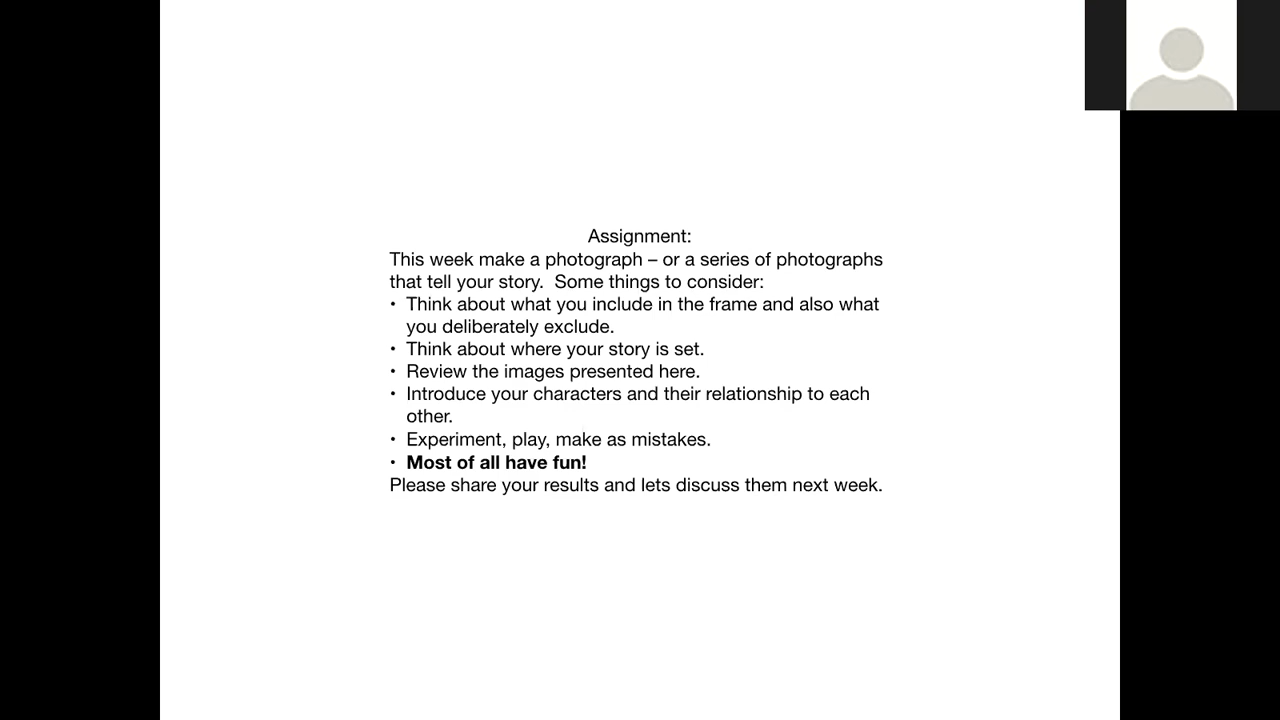 Assignment:
This week make a photograph – or a series of photographs
that tell your story.  Some things to consider:
• Think about what you include in the frame and also what
you deliberately exclude.
• Think about where your story is set.
• Review the images presented here.
• Introduce your characters and their relationship to each
other.
• Experiment, play, make as mistakes.
• Most of all have fun!
Please share your results and lets discuss them next week.